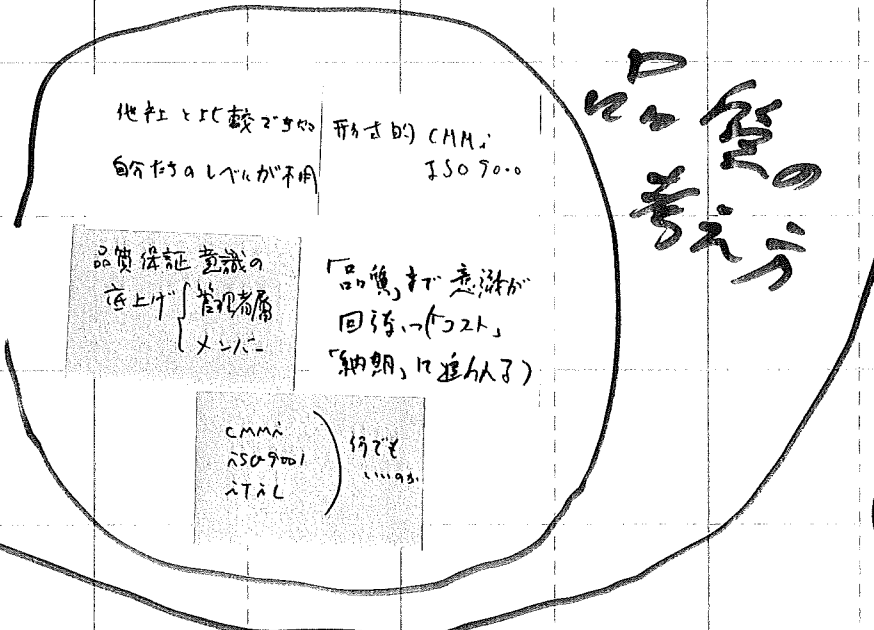 品質の
考え方
他社と比較できない
自分たちのレベルが不明
形式的 CMMi
ISO9000
品質保証意識の
底上げ { 管理者層
メンバー
「品質」まで意識が
回らない(「コスト」
「納期」に追われる)
CMMi
iSO9001
iTiL
何でも
いいのか